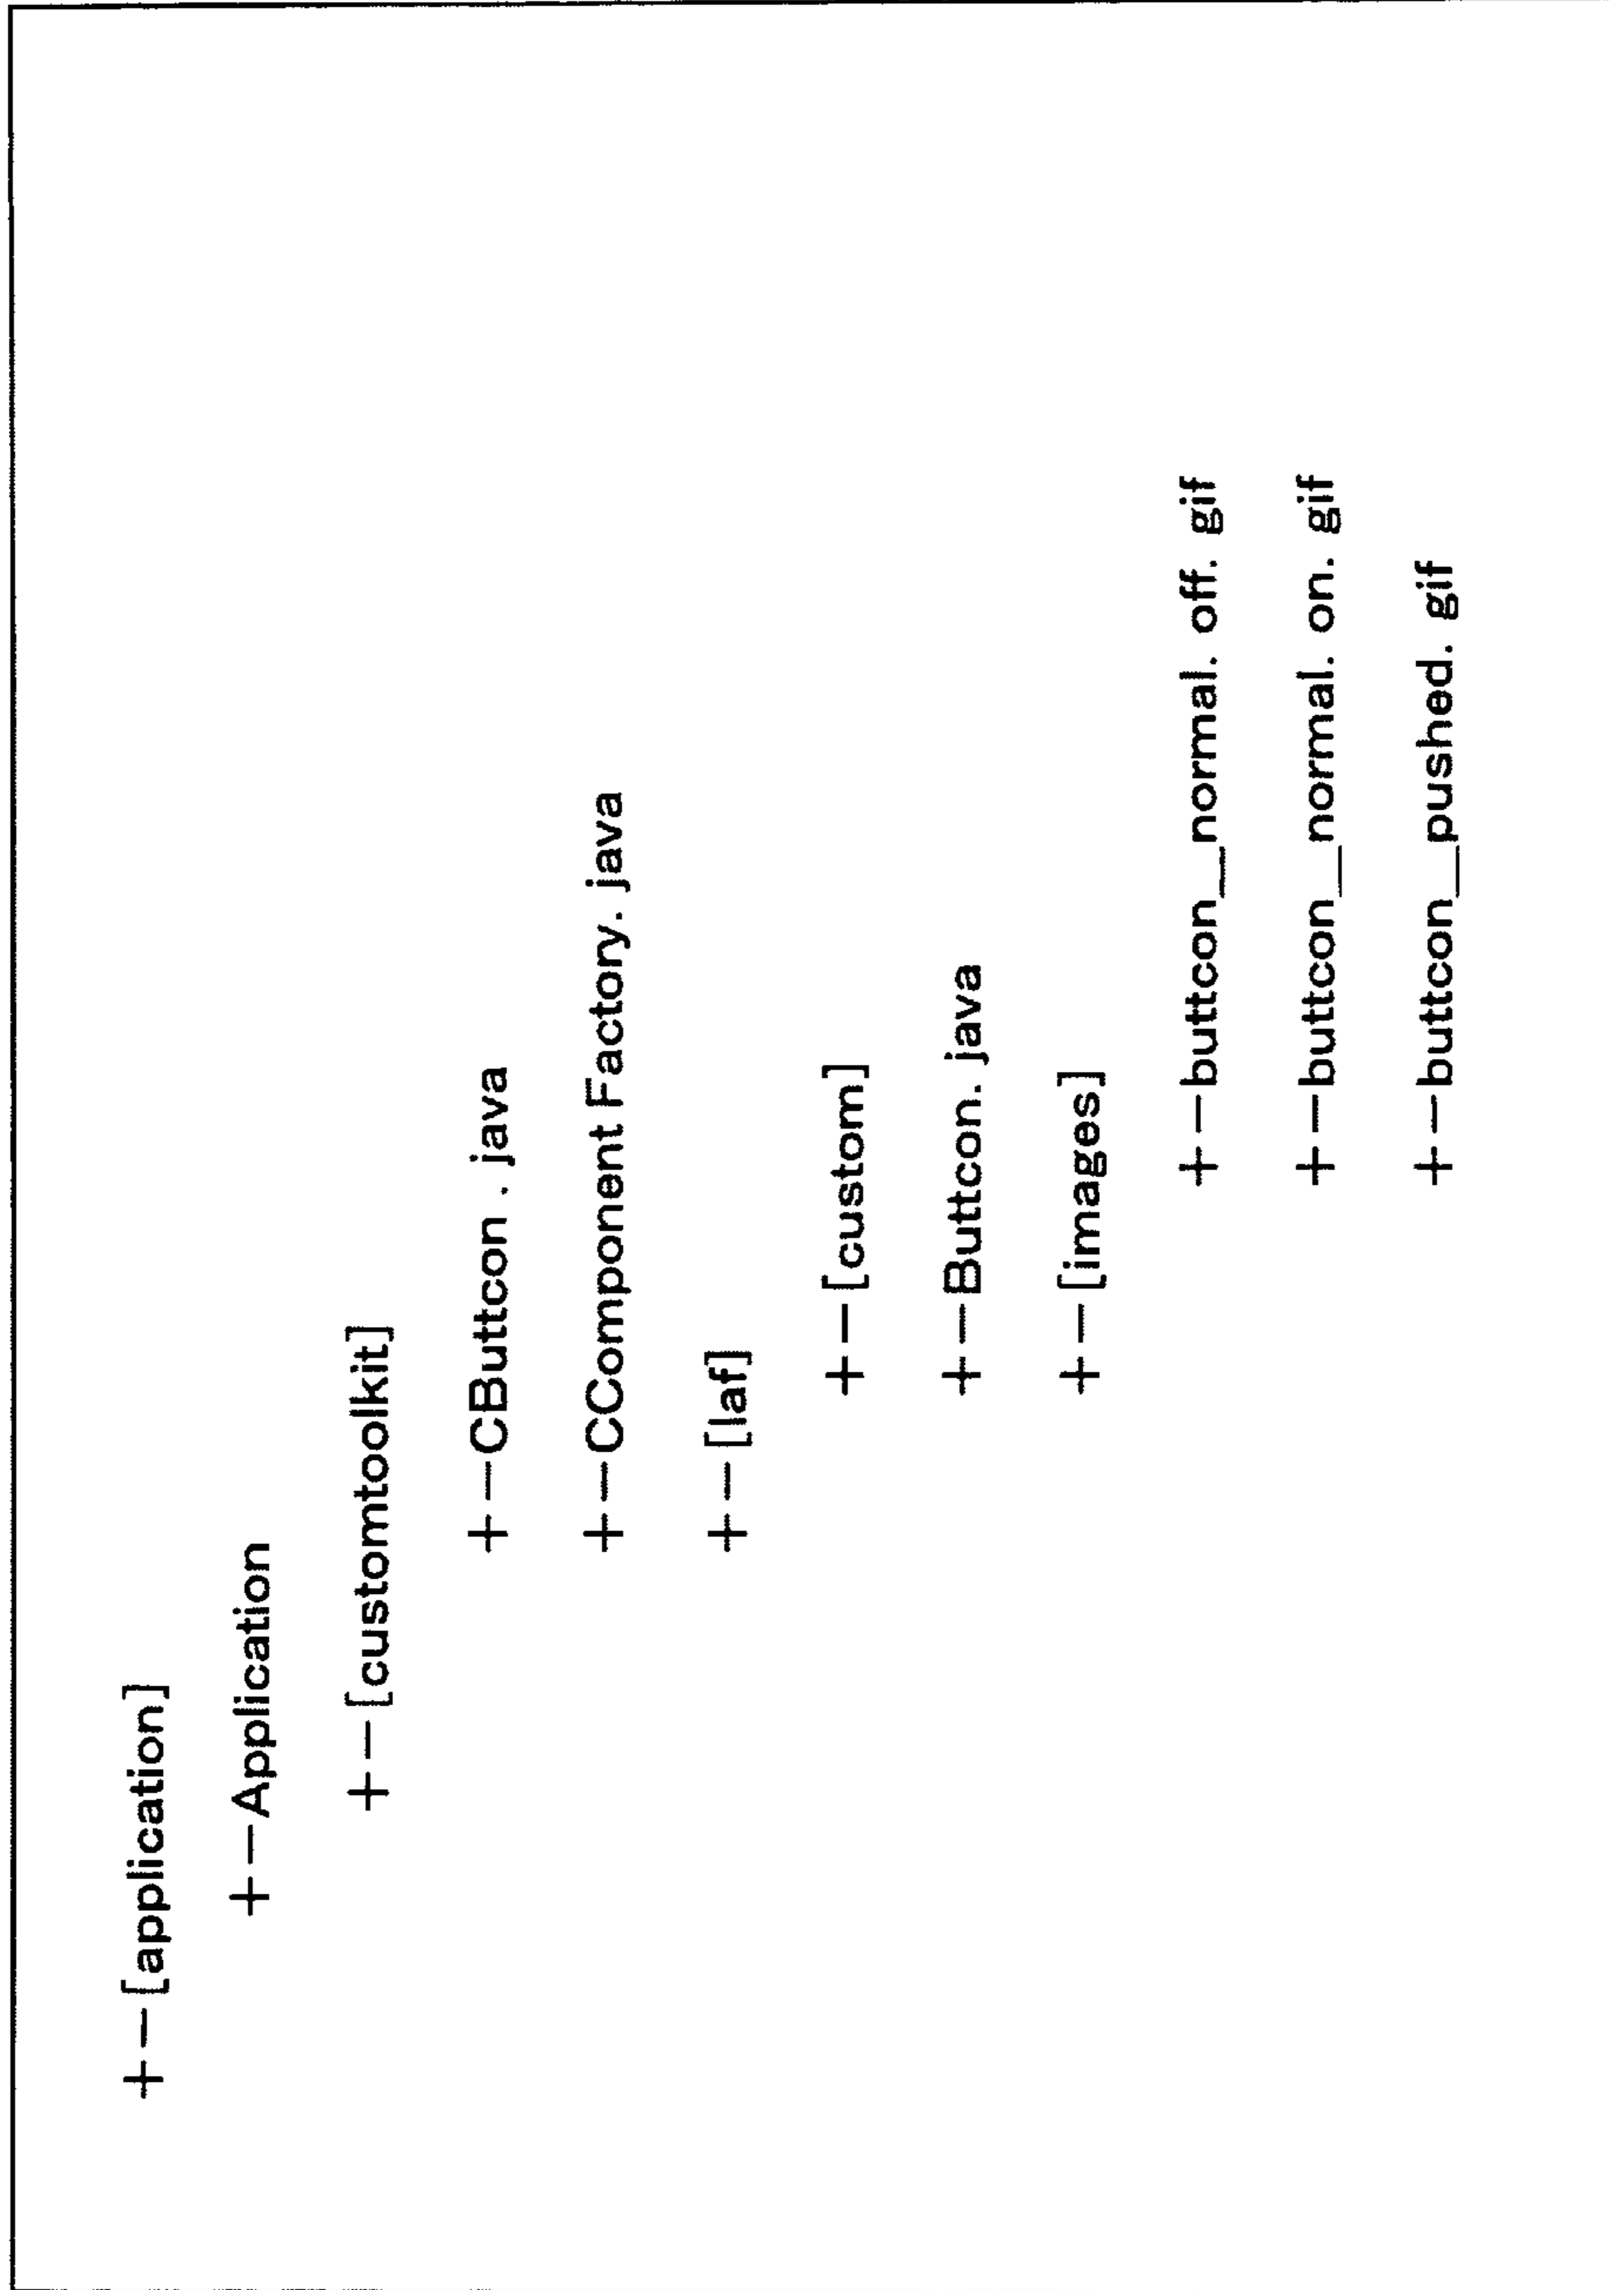 +—[application]
+—Application
+—[customtoolkit]
+—CButtcon . java
+—CComponent Factory. java
+—[laf]
+—[custom]
+—Buttcon. java
+—[images]
+—buttcon_normal. off. gif
+—buttcon_normal. on. gif
+—buttcon_pushed. gif